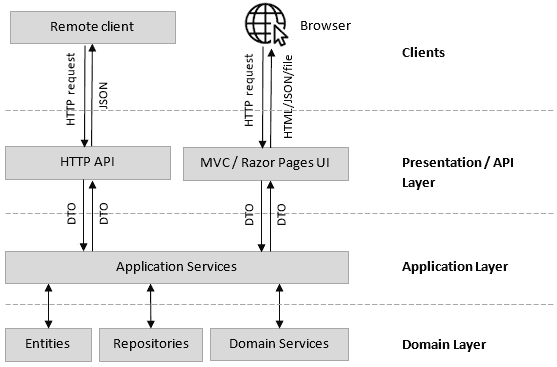 Remote client
Browser
HTTP request
JSON
HTTP request
HTML/JSON/file
Clients
HTTP API
MVC / Razor Pages UI
Presentation / API
Layer
DTO
DTO
DTO
DTO
Application Services
Application Layer
Entities
Repositories
Domain Services
Domain Layer